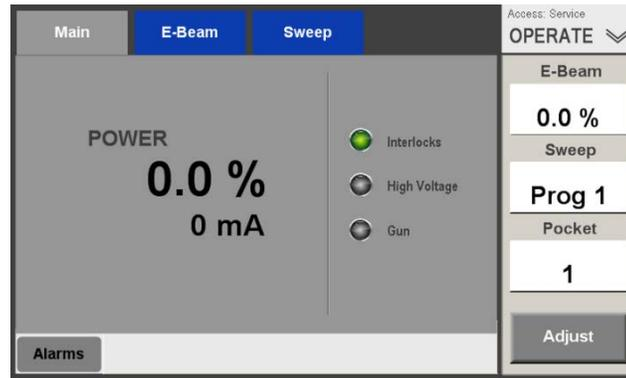 Main E-Beam Sweep
POWER
0.0 %
0 mA
Interlocks
High Voltage
Gun
Alarms
Access: Service
OPERATE
E-Beam
0.0 %
Sweep
Prog 1
Pocket
1
Adjust